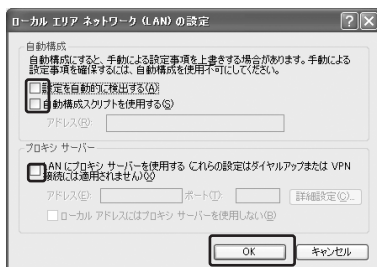 ローカル エリア ネットワーク (LAN) の設定
自動構成
自動構成にすると、手動による設定事項を上書きする場合があります。手動による
設定事項を確保するには、自動構成を使用不可にしてください。
設定を自動的に検出する(A)
自動構成スクリプトを使用する(S)
アドレス(R):
プロキシ サーバー
LAN にプロキシ サーバーを使用する (これらの設定はダイヤルアップまたは VPN
接続には適用されません)(X)
アドレス(E):
ポート(T):
詳細設定(C)...
ローカル アドレスにはプロキシ サーバーを使用しない(B)
OK
キャンセル